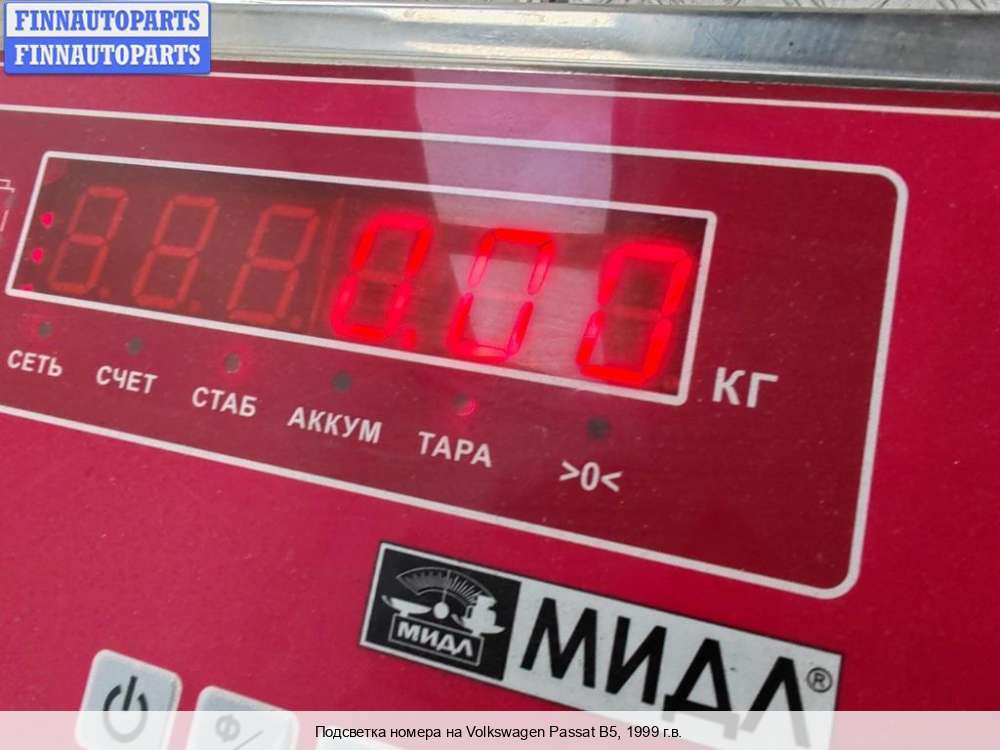 FINNAUTOPARTS
FINNAUTOPARTS
0.00
КГ
СЕТЬ СЧЕТ СТАБ АККУМ ТАРА >0<
МИДЛ
МИДЛ®
Подсветка номера на Volkswagen Passat B5, 1999 г.в.